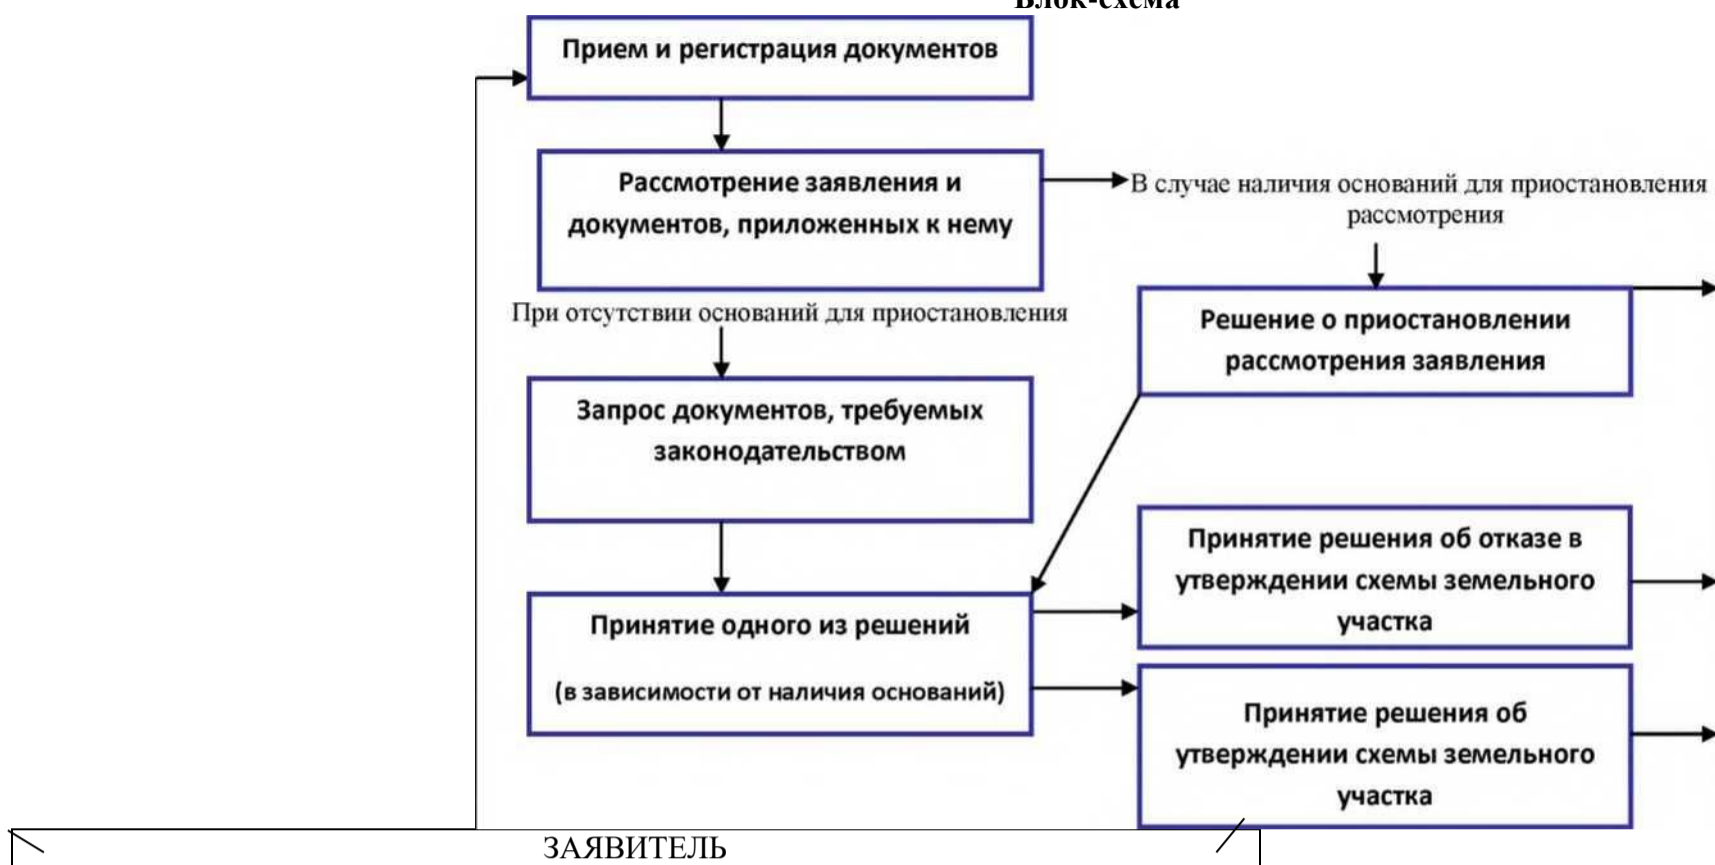 Блок-схема
Прием и регистрация документов
Рассмотрение заявления и
документов, приложенных к нему
В случае наличия оснований для приостановления
рассмотрения
При отсутствии оснований для приостановления
Решение о приостановлении
рассмотрения заявления
Запрос документов, требуемых
законодательством
Принятие решения об отказе в
утверждении схемы земельного
участка
Принятие одного из решений
(в зависимости от наличия оснований)
Принятие решения об
утверждении схемы земельного
участка
ЗАЯВИТЕЛЬ